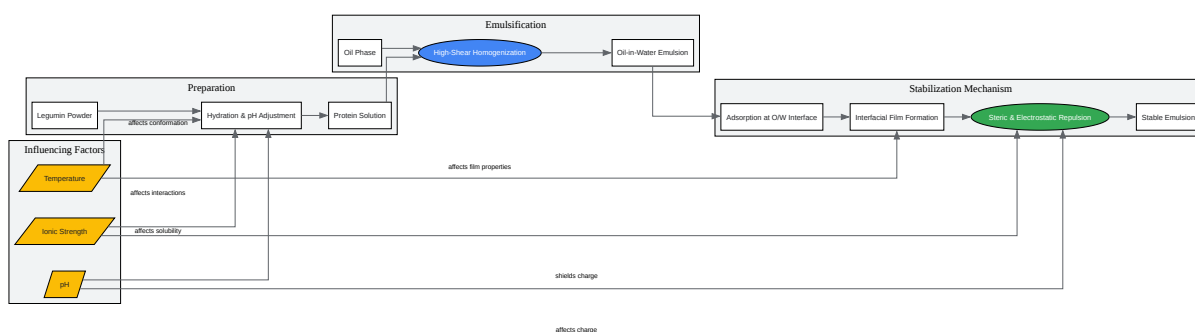 Emulsification
Oil Phase
High-Shear Homogenization
Oil-in-Water Emulsion
Preparation
Legumin Powder
Hydration & pH Adjustment
Protein Solution
affects conformation
Stabilization Mechanism
Adsorption at O/W Interface
Interfacial Film Formation
Steric & Electrostatic Repulsion
Stable Emulsion
Influencing Factors
Temperature
affects film properties
affects interactions
Ionic Strength
affects solubility
pH
shields charge
affects charge